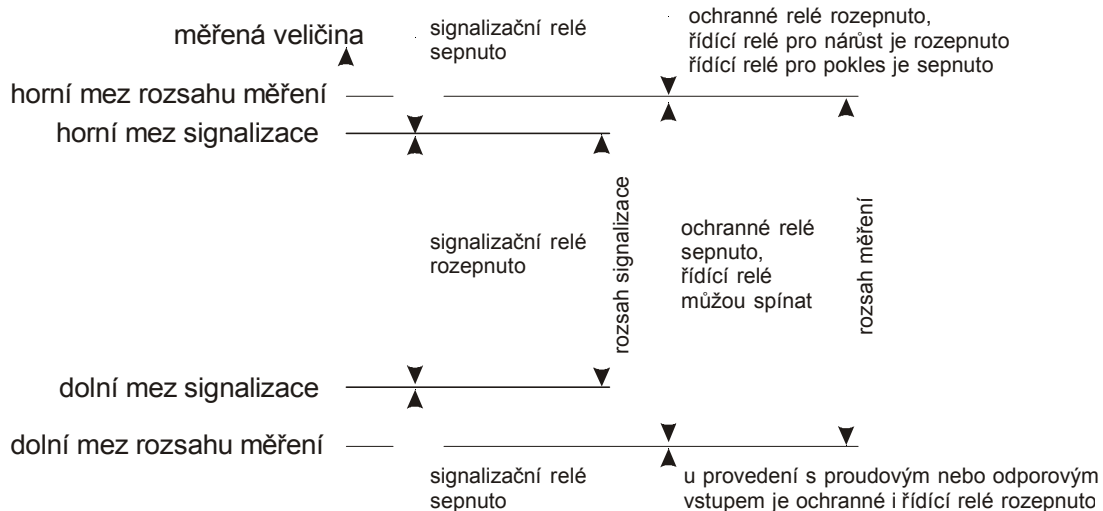 měřená veličina
signalizační relé
sepnuto
ochranné relé rozepnuto,
řídící relé pro nárůst je rozepnuto
řídící relé pro pokles je sepnuto
horní mez rozsahu měření
horní mez signalizace
signalizační relé
rozepnuto
rozsah signalizace
ochranné relé
sepnuto,
řídící relé
můžou spínat
rozsah měření
dolní mez signalizace
dolní mez rozsahu měření
signalizační relé
sepnuto
u provedení s proudovým nebo odporovým
vstupem je ochranné i řídící relé rozepnuto